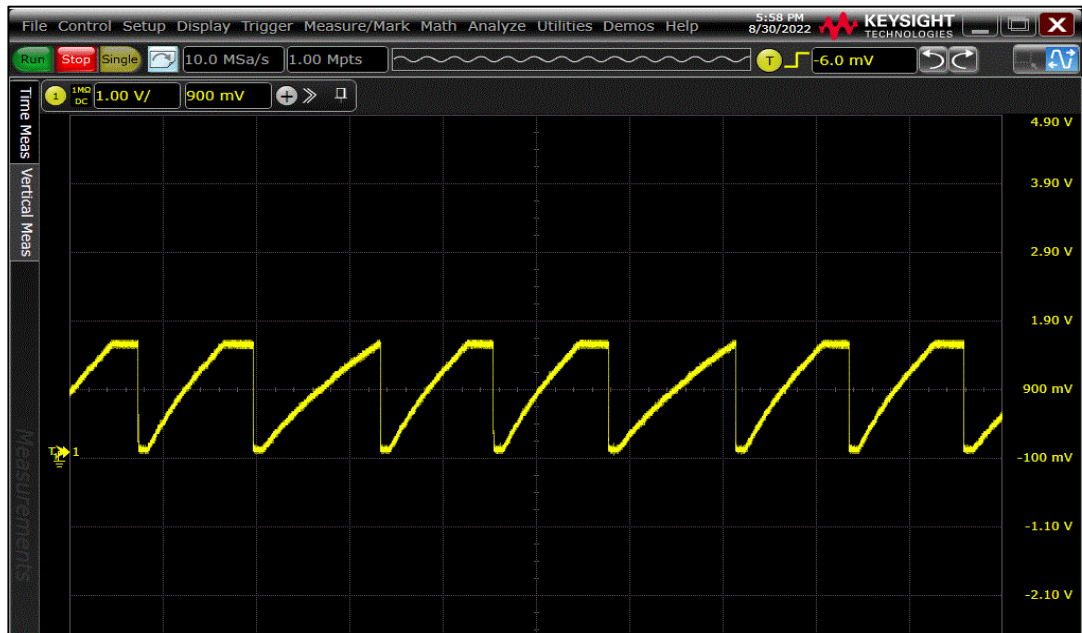 File Control Setup Display Trigger Measure/Mark Math Analyze Utilities Demos Help
5:58 PM
8/30/2022
KEYSIGHT
TECHNOLOGIES
Run Stop Single 10.0 MSa/s 1.00 Mpts T -6.0 mV
1 1MΩ DC 1.00 V/ 900 mV
Time Meas
Vertical Meas
Measurements
4.90 V
3.90 V
2.90 V
1.90 V
900 mV
T 1
-100 mV
-1.10 V
-2.10 V